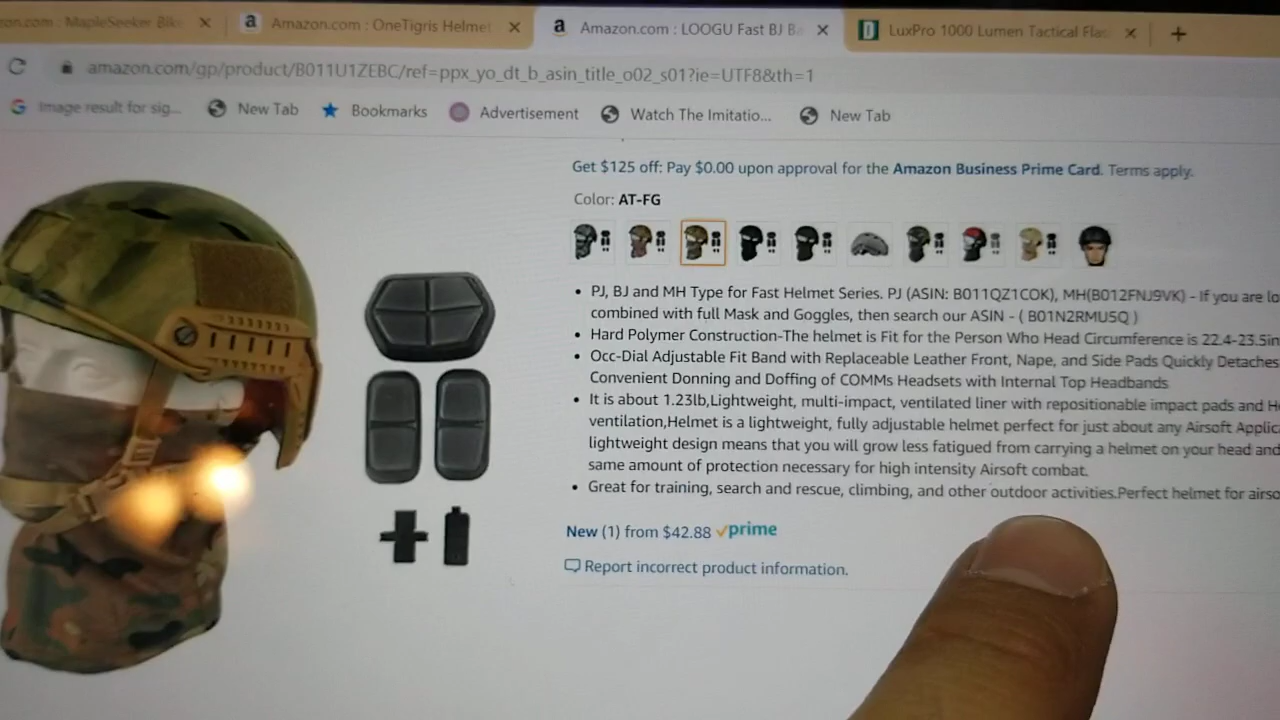 zon.com : MapleSeeker Bik
Amazon.com : OneTigris Helmet
Amazon.com : LOOGU Fast BJ Ba
LuxPro 1000 Lumen Tactical Flas
amazon.com/gp/product/B011U1ZEBC/ref=ppx_yo_dt_b_asin_title_o02_s01?ie=UTF8&th=1
Image result for sig...
New Tab
Bookmarks
Advertisement
Watch The Imitatio...
New Tab
Get $125 off: Pay $0.00 upon approval for the Amazon Business Prime Card. Terms apply.
Color: AT-FG
• PJ, BJ and MH Type for Fast Helmet Series. PJ (ASIN: B011QZ1COK), MH(B012FNJ9VK) - If you are lo
combined with full Mask and Goggles, then search our ASIN - ( B01N2RMU5Q )
• Hard Polymer Construction-The helmet is Fit for the Person Who Head Circumference is 22.4-23.5in
• Occ-Dial Adjustable Fit Band with Replaceable Leather Front, Nape, and Side Pads Quickly Detaches
Convenient Donning and Doffing of COMMs Headsets with Internal Top Headbands
• It is about 1.23lb,Lightweight, multi-impact, ventilated liner with repositionable impact pads and H
ventilation,Helmet is a lightweight, fully adjustable helmet perfect for just about any Airsoft Applic
lightweight design means that you will grow less fatigued from carrying a helmet on your head and
same amount of protection necessary for high intensity Airsoft combat.
• Great for training, search and rescue, climbing, and other outdoor activities.Perfect helmet for airso
New (1) from $42.88 prime
Report incorrect product information.